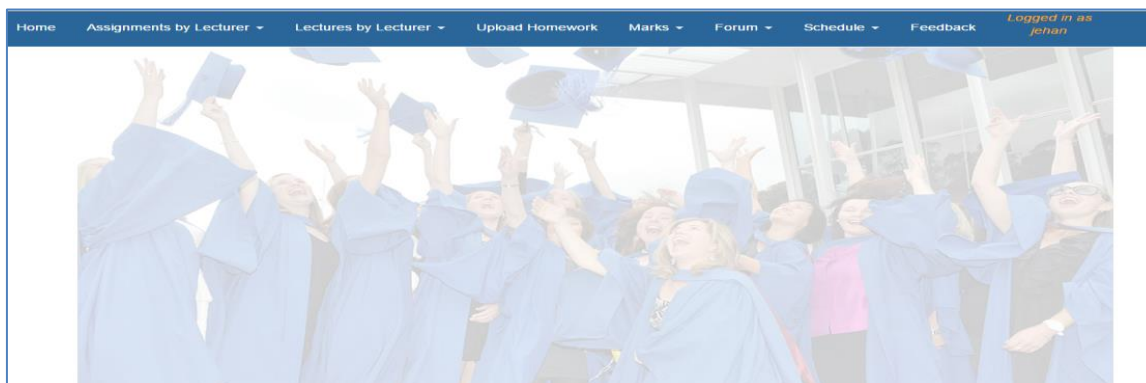 Home Assignments by Lecturer Lectures by Lecturer Upload Homework Marks Forum Schedule Feedback Logged in as
jehan